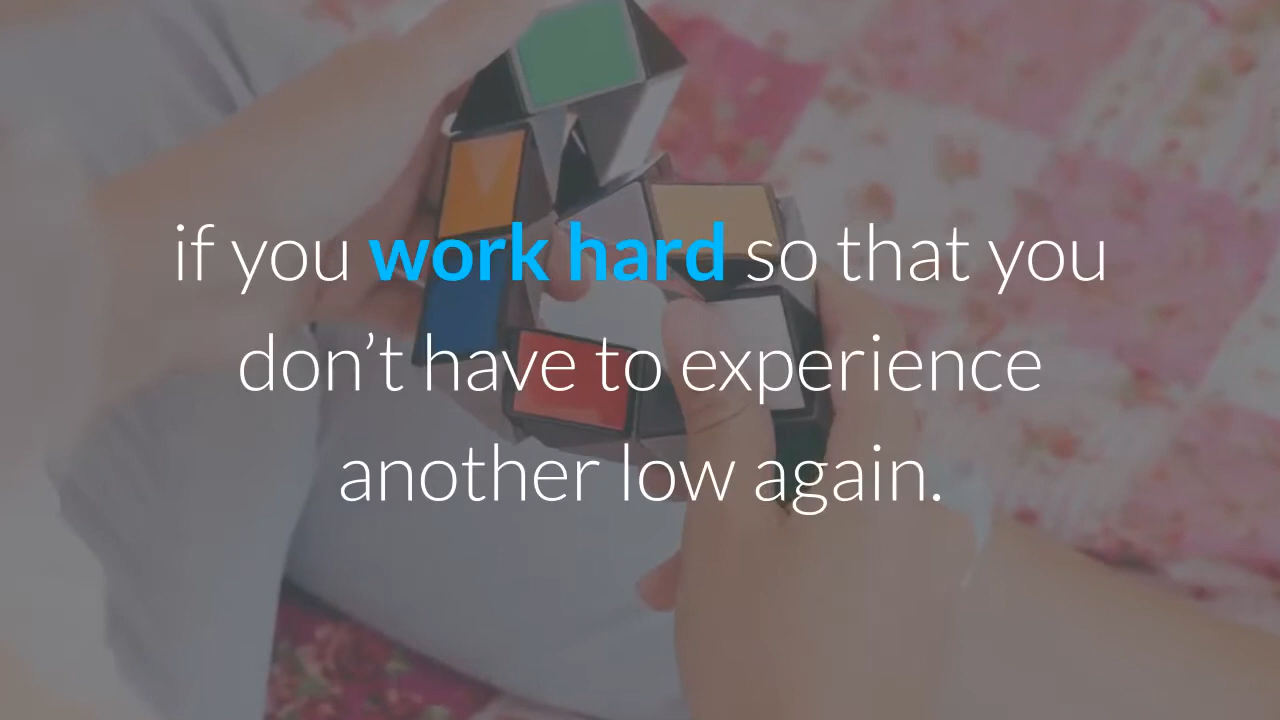 if you work hard so that you
don’t have to experience
another low again.